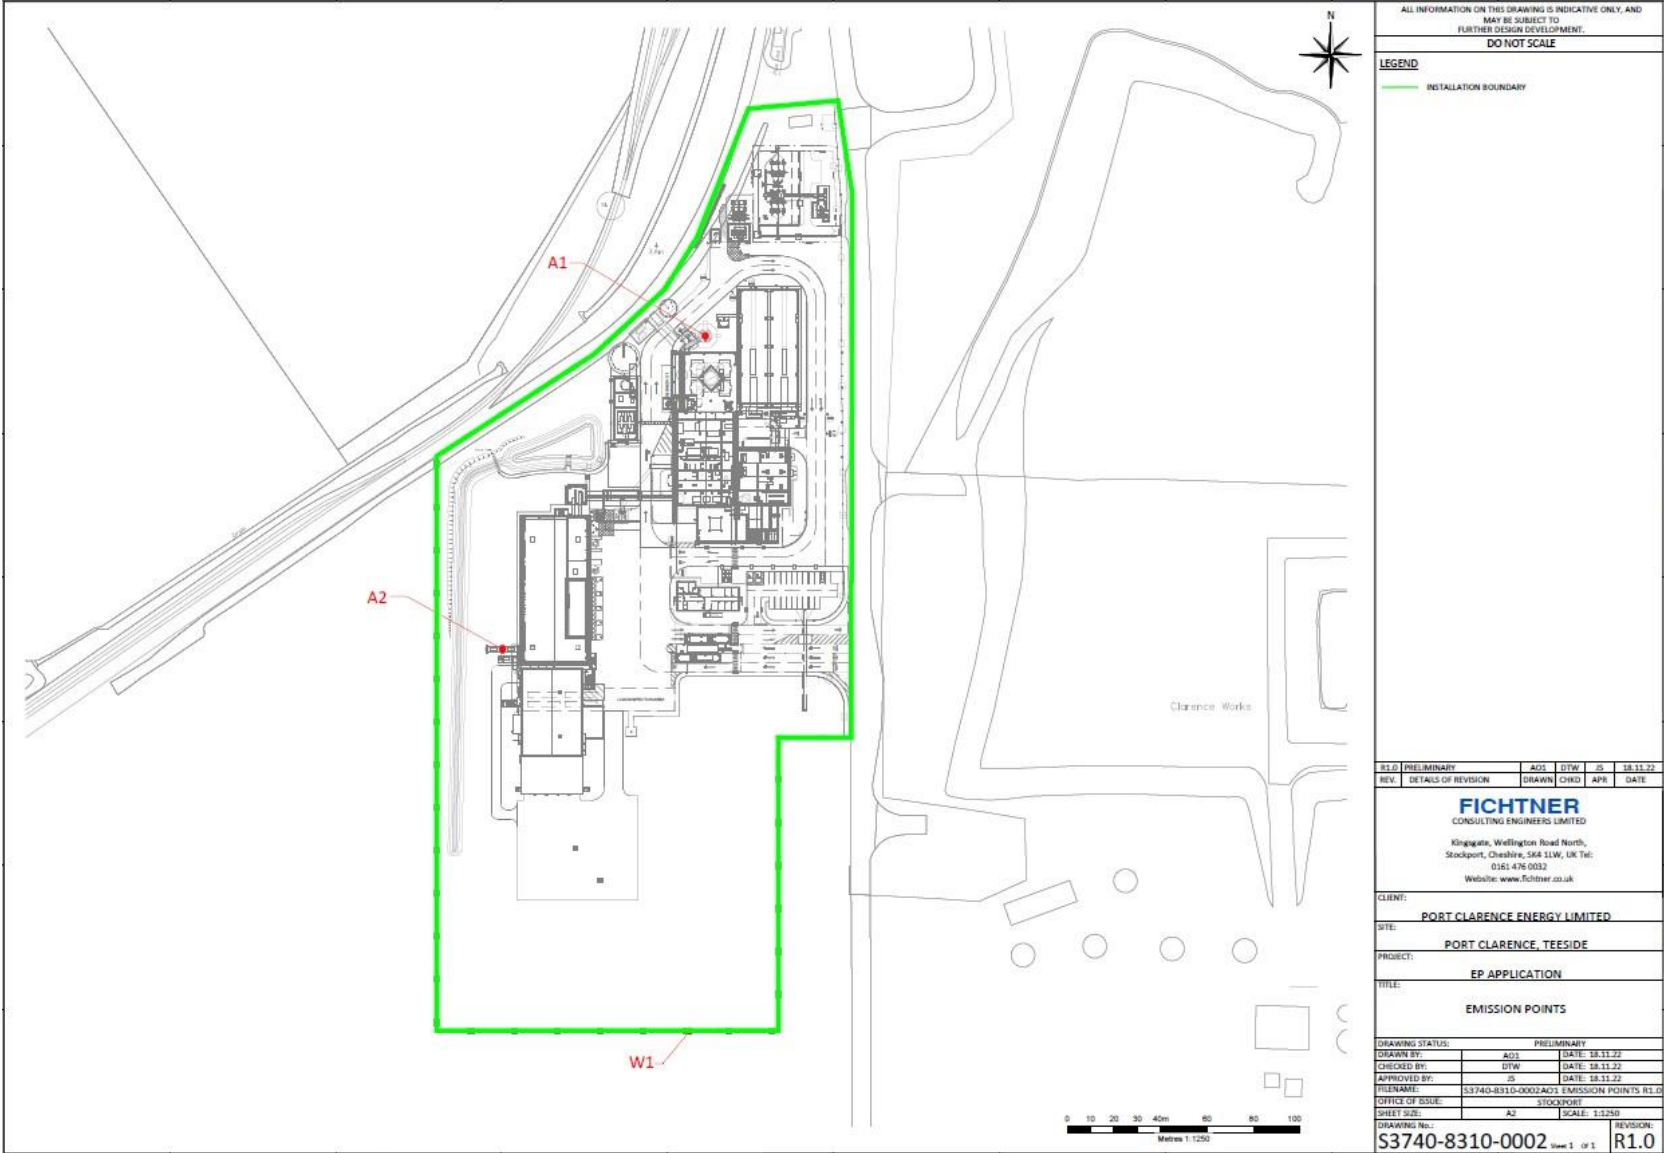 N
A1
A2
W1
Clarence Works
0 10 20 30 40m 60 80 100
Metres 1:1250
ALL INFORMATION ON THIS DRAWING IS INDICATIVE ONLY, AND
MAY BE SUBJECT TO
FURTHER DESIGN DEVELOPMENT.
DO NOT SCALE
LEGEND
INSTALLATION BOUNDARY
R1.0 PRELIMINARY AO1 DTW JS 18.11.22
REV. DETAILS OF REVISION DRAWN CHKD APR DATE
FICHTNER
CONSULTING ENGINEERS LIMITED
Kingsgate, Wellington Road North,
Stockport, Cheshire, SK4 1LW, UK Tel:
0161 476 0032
Website: www.fichtner.co.uk
CLIENT:
PORT CLARENCE ENERGY LIMITED
SITE:
PORT CLARENCE, TEESIDE
PROJECT:
EP APPLICATION
TITLE:
EMISSION POINTS
DRAWING STATUS: PRELIMINARY
DRAWN BY: AO1 DATE: 18.11.22
CHECKED BY: DTW DATE: 18.11.22
APPROVED BY: JS DATE: 18.11.22
FILENAME: S3740-8310-0002AO1 EMISSION POINTS R1.0
OFFICE OF ISSUE: STOCKPORT
SHEET SIZE: A2 SCALE: 1:1250
DRAWING No.: REVISION:
S3740-8310-0002 Sheet 1 Of 1 R1.0